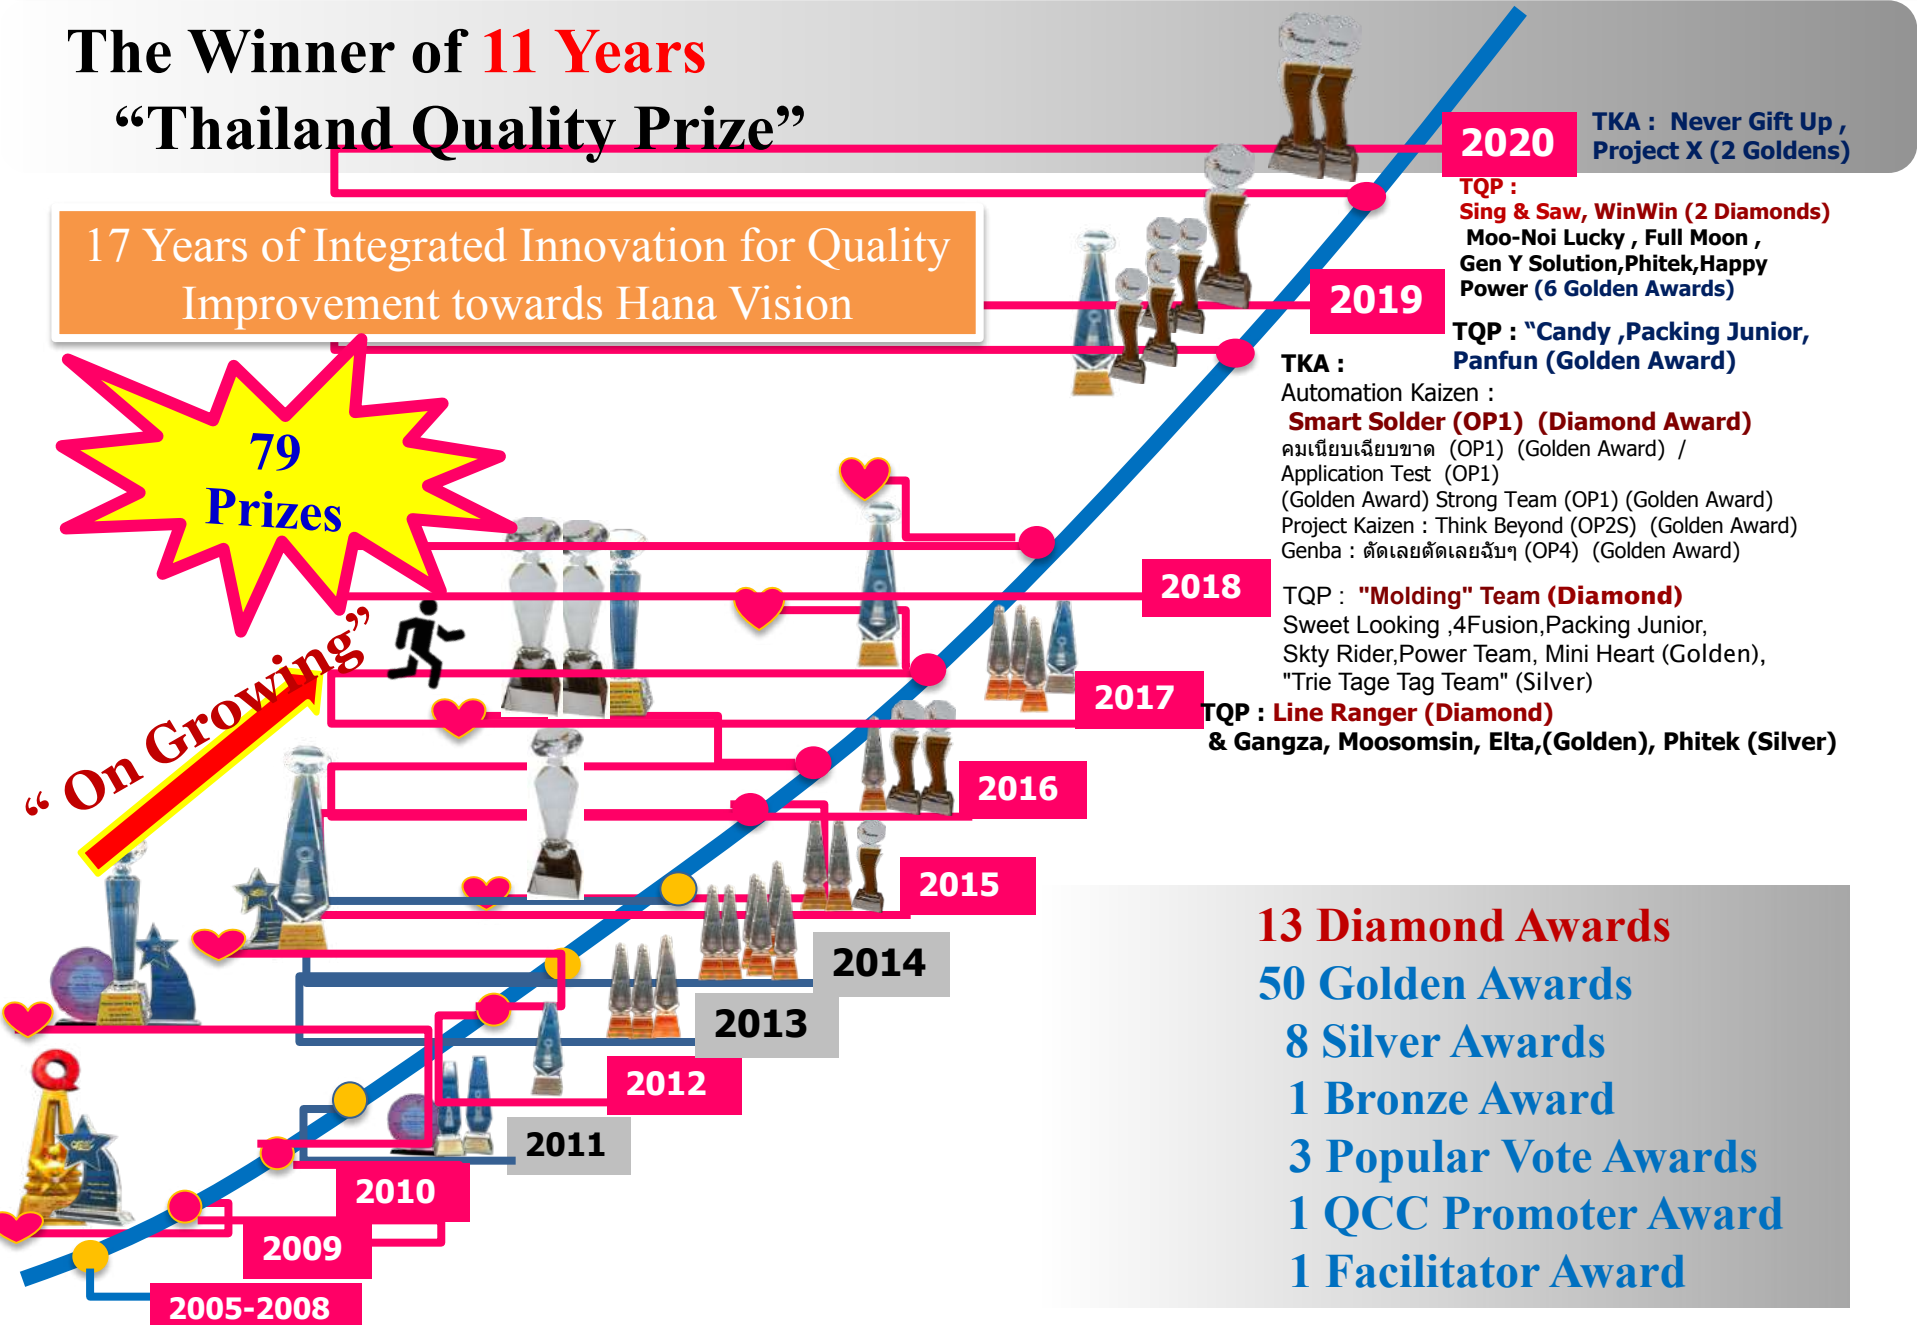 The Winner of 11 Years
“Thailand Quality Prize”
17 Years of Integrated Innovation for Quality
Improvement towards Hana Vision
79
Prizes
“ On Growing”
2020
TKA : Never Gift Up ,
Project X (2 Goldens)
TQP :
Sing & Saw, WinWin (2 Diamonds)
Moo-Noi Lucky , Full Moon ,
Gen Y Solution,Phitek,Happy
Power (6 Golden Awards)
2019
TQP : “Candy ,Packing Junior,
Panfun (Golden Award)
TKA :
Automation Kaizen :
Smart Solder (OP1) (Diamond Award)
คมเนียบเฉียบขาด (OP1) (Golden Award) /
Application Test (OP1)
(Golden Award) Strong Team (OP1) (Golden Award)
Project Kaizen : Think Beyond (OP2S) (Golden Award)
Genba : ตัดเลยตัดเลยฉับๆ (OP4) (Golden Award)
2018
TQP : "Molding" Team (Diamond)
Sweet Looking ,4Fusion,Packing Junior,
Skty Rider,Power Team, Mini Heart (Golden),
"Trie Tage Tag Team" (Silver)
2017
TQP : Line Ranger (Diamond)
& Gangza, Moosomsin, Elta,(Golden), Phitek (Silver)
2016
2015
2014
2013
2012
2011
2010
2009
2005-2008
13 Diamond Awards
50 Golden Awards
8 Silver Awards
1 Bronze Award
3 Popular Vote Awards
1 QCC Promoter Award
1 Facilitator Award